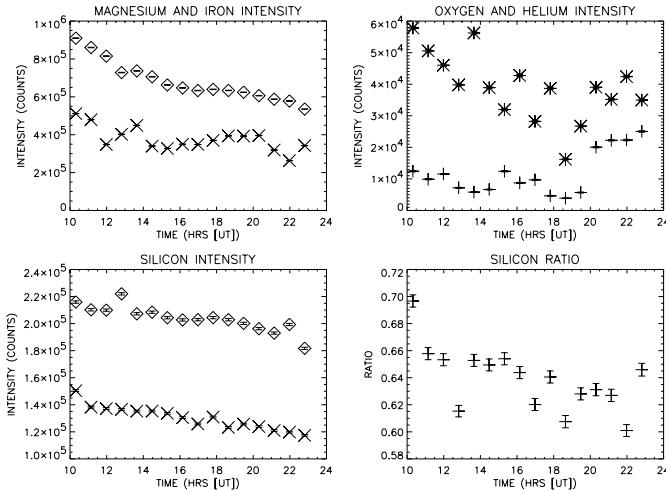 MAGNESIUM AND IRON INTENSITY
1×10⁶
8×10⁵
6×10⁵
4×10⁵
2×10⁵
0
INTENSITY (COUNTS)
10 12 14 16 18 20 22 24
TIME (HRS [UT])
OXYGEN AND HELIUM INTENSITY
6×10⁴
5×10⁴
4×10⁴
3×10⁴
2×10⁴
1×10⁴
0
INTENSITY (COUNTS)
10 12 14 16 18 20 22 24
TIME (HRS [UT])
SILICON INTENSITY
2.4×10⁵
2.2×10⁵
2.0×10⁵
1.8×10⁵
1.6×10⁵
1.4×10⁵
1.2×10⁵
1.0×10⁵
INTENSITY (COUNTS)
10 12 14 16 18 20 22 24
TIME (HRS [UT])
SILICON RATIO
0.72
0.70
0.68
0.66
0.64
0.62
0.60
0.58
RATIO
10 12 14 16 18 20 22 24
TIME (HRS [UT])